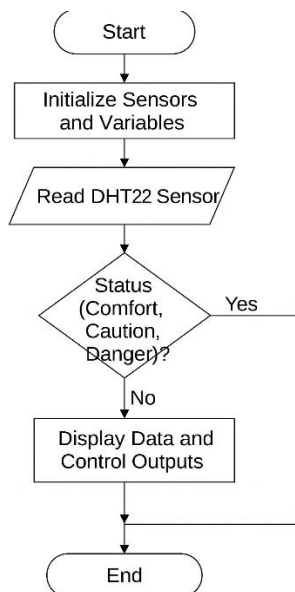 Start
Initialize Sensors
and Variables
Read DHT22 Sensor
Status
(Comfort,
Caution,
Danger)?
Yes
No
Display Data and
Control Outputs
End